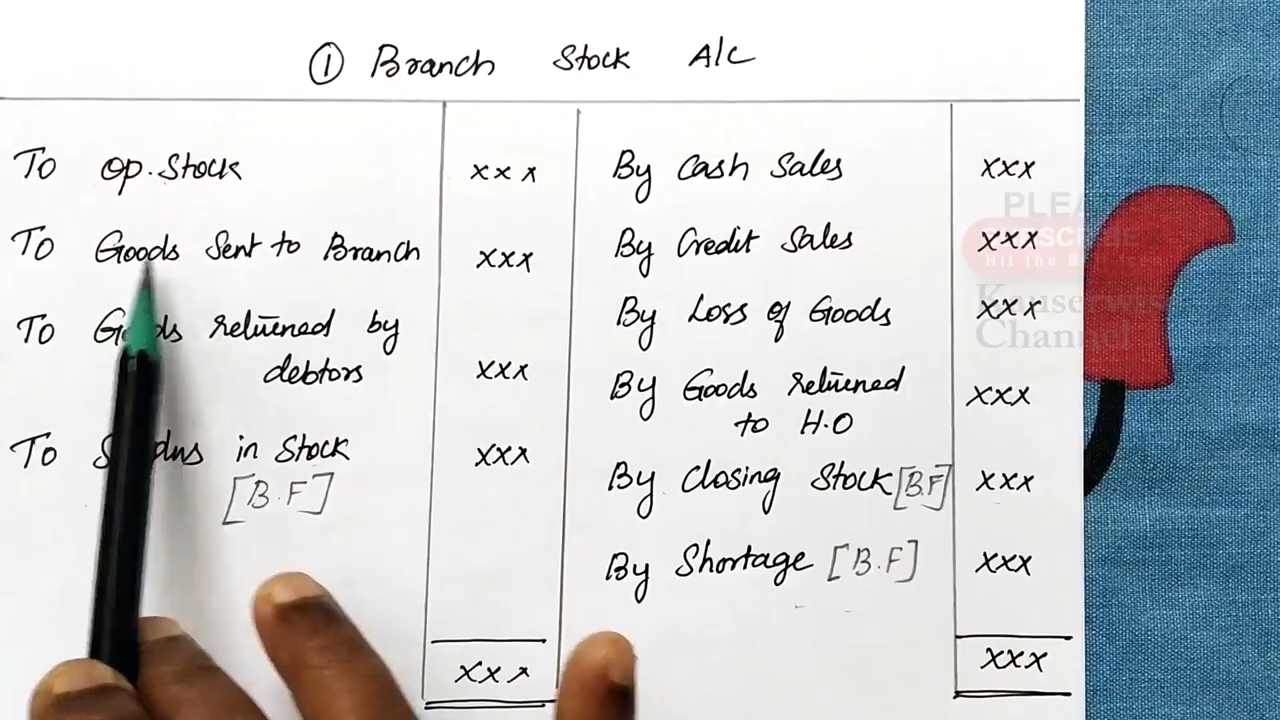 ① Branch Stock A/c
To Op. Stock xxx By Cash Sales xxx
To Goods Sent to Branch xxx By Credit Sales xxx
To Goods returned by debtors xxx By Loss of Goods xxx
By Goods returned to H.O xxx
To in Stock [B.F] xxx By Closing Stock [B.F] xxx
By Shortage [B.F] xxx
xxx xxx
Channel